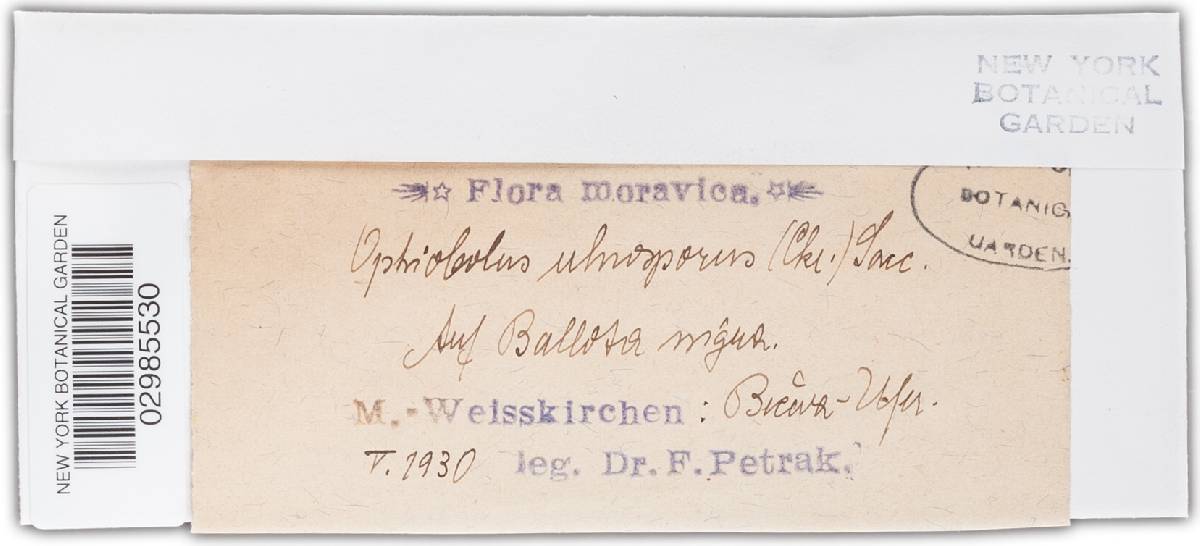 NEW YORK
BOTANICAL
GARDEN
Flora moravica.
BOTANIC
GARDEN.
Ophiobolus ulnosporus (Cke.) Sacc.
Auf Ballota nigra.
M.-Weisskirchen: Bečwa-Ufer.
V. 1930 leg. Dr. F. Petrak.
NEW YORK BOTANICAL GARDEN
02985530